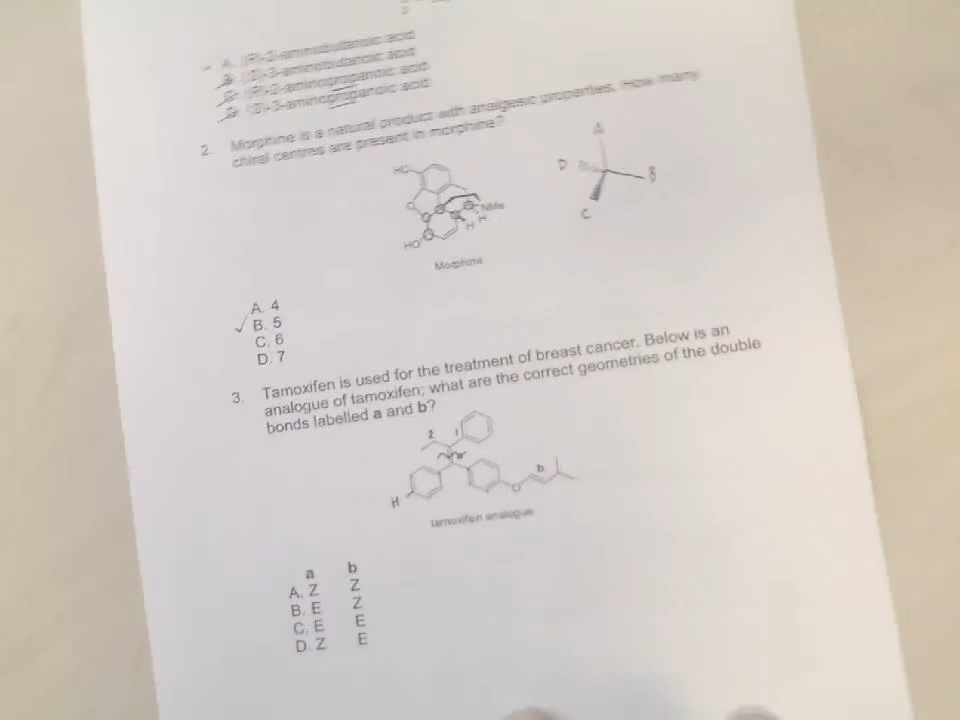 A. (R)-2-aminobutanoic acid
B. (S)-3-aminobutanoic acid
C. (R)-2-aminopropanoic acid
D. (S)-3-aminopropanoic acid
2. Morphine is a natural product with analgesic properties. How many
chiral centres are present in morphine?
HO
O
NMe
H
H
HO
Morphine
A
D
B
C
A. 4
B. 5
C. 6
D. 7
3. Tamoxifen is used for the treatment of breast cancer. Below is an
analogue of tamoxifen; what are the correct geometries of the double
bonds labelled a and b?
2
1
a
b
H
O
tamoxifen analogue
a b
A. Z Z
B. E Z
C. E E
D. Z E